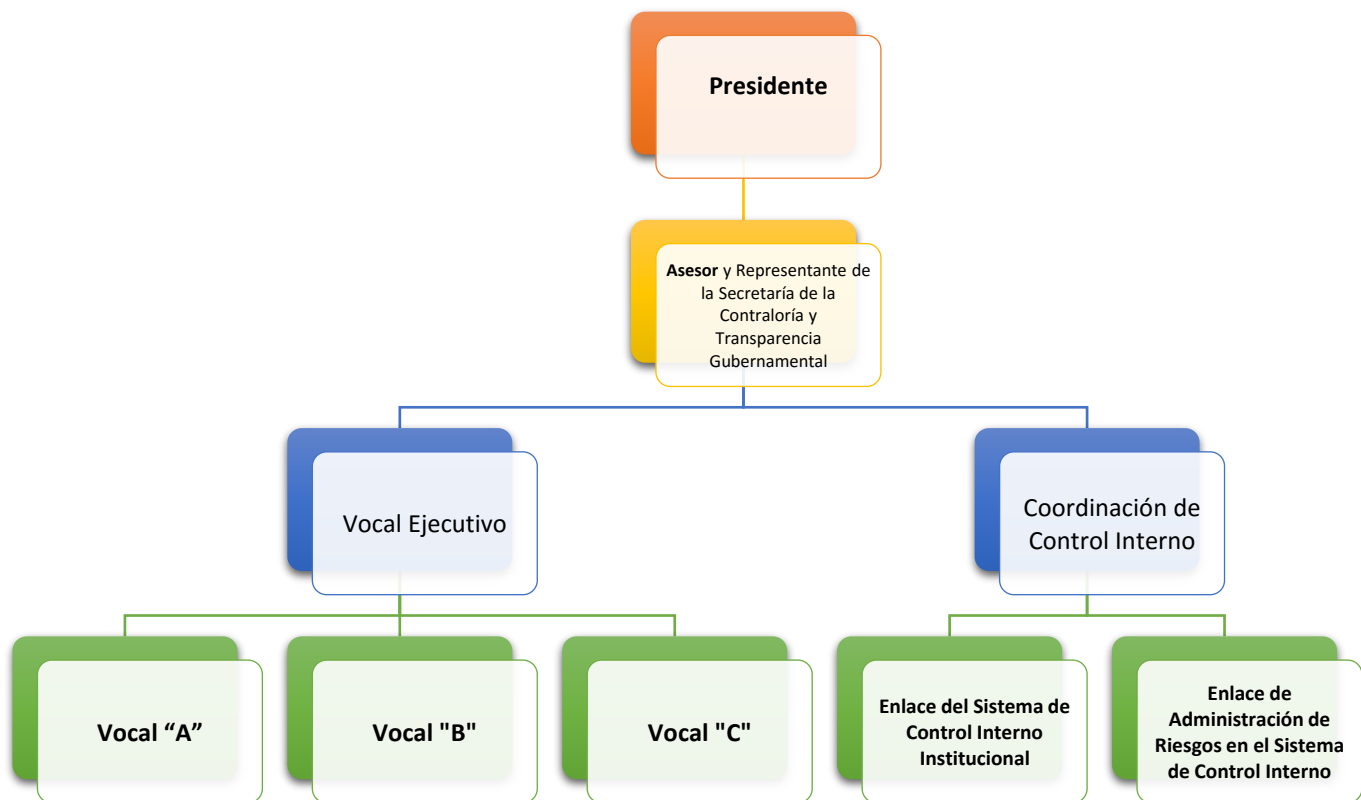 Presidente
Asesor y Representante de
la Secretaría de la
Contraloría y
Transparencia
Gubernamental
Vocal Ejecutivo
Coordinación de
Control Interno
Vocal “A”
Vocal "B"
Vocal "C"
Enlace del Sistema de
Control Interno
Institucional
Enlace de
Administración de
Riesgos en el Sistema
de Control Interno